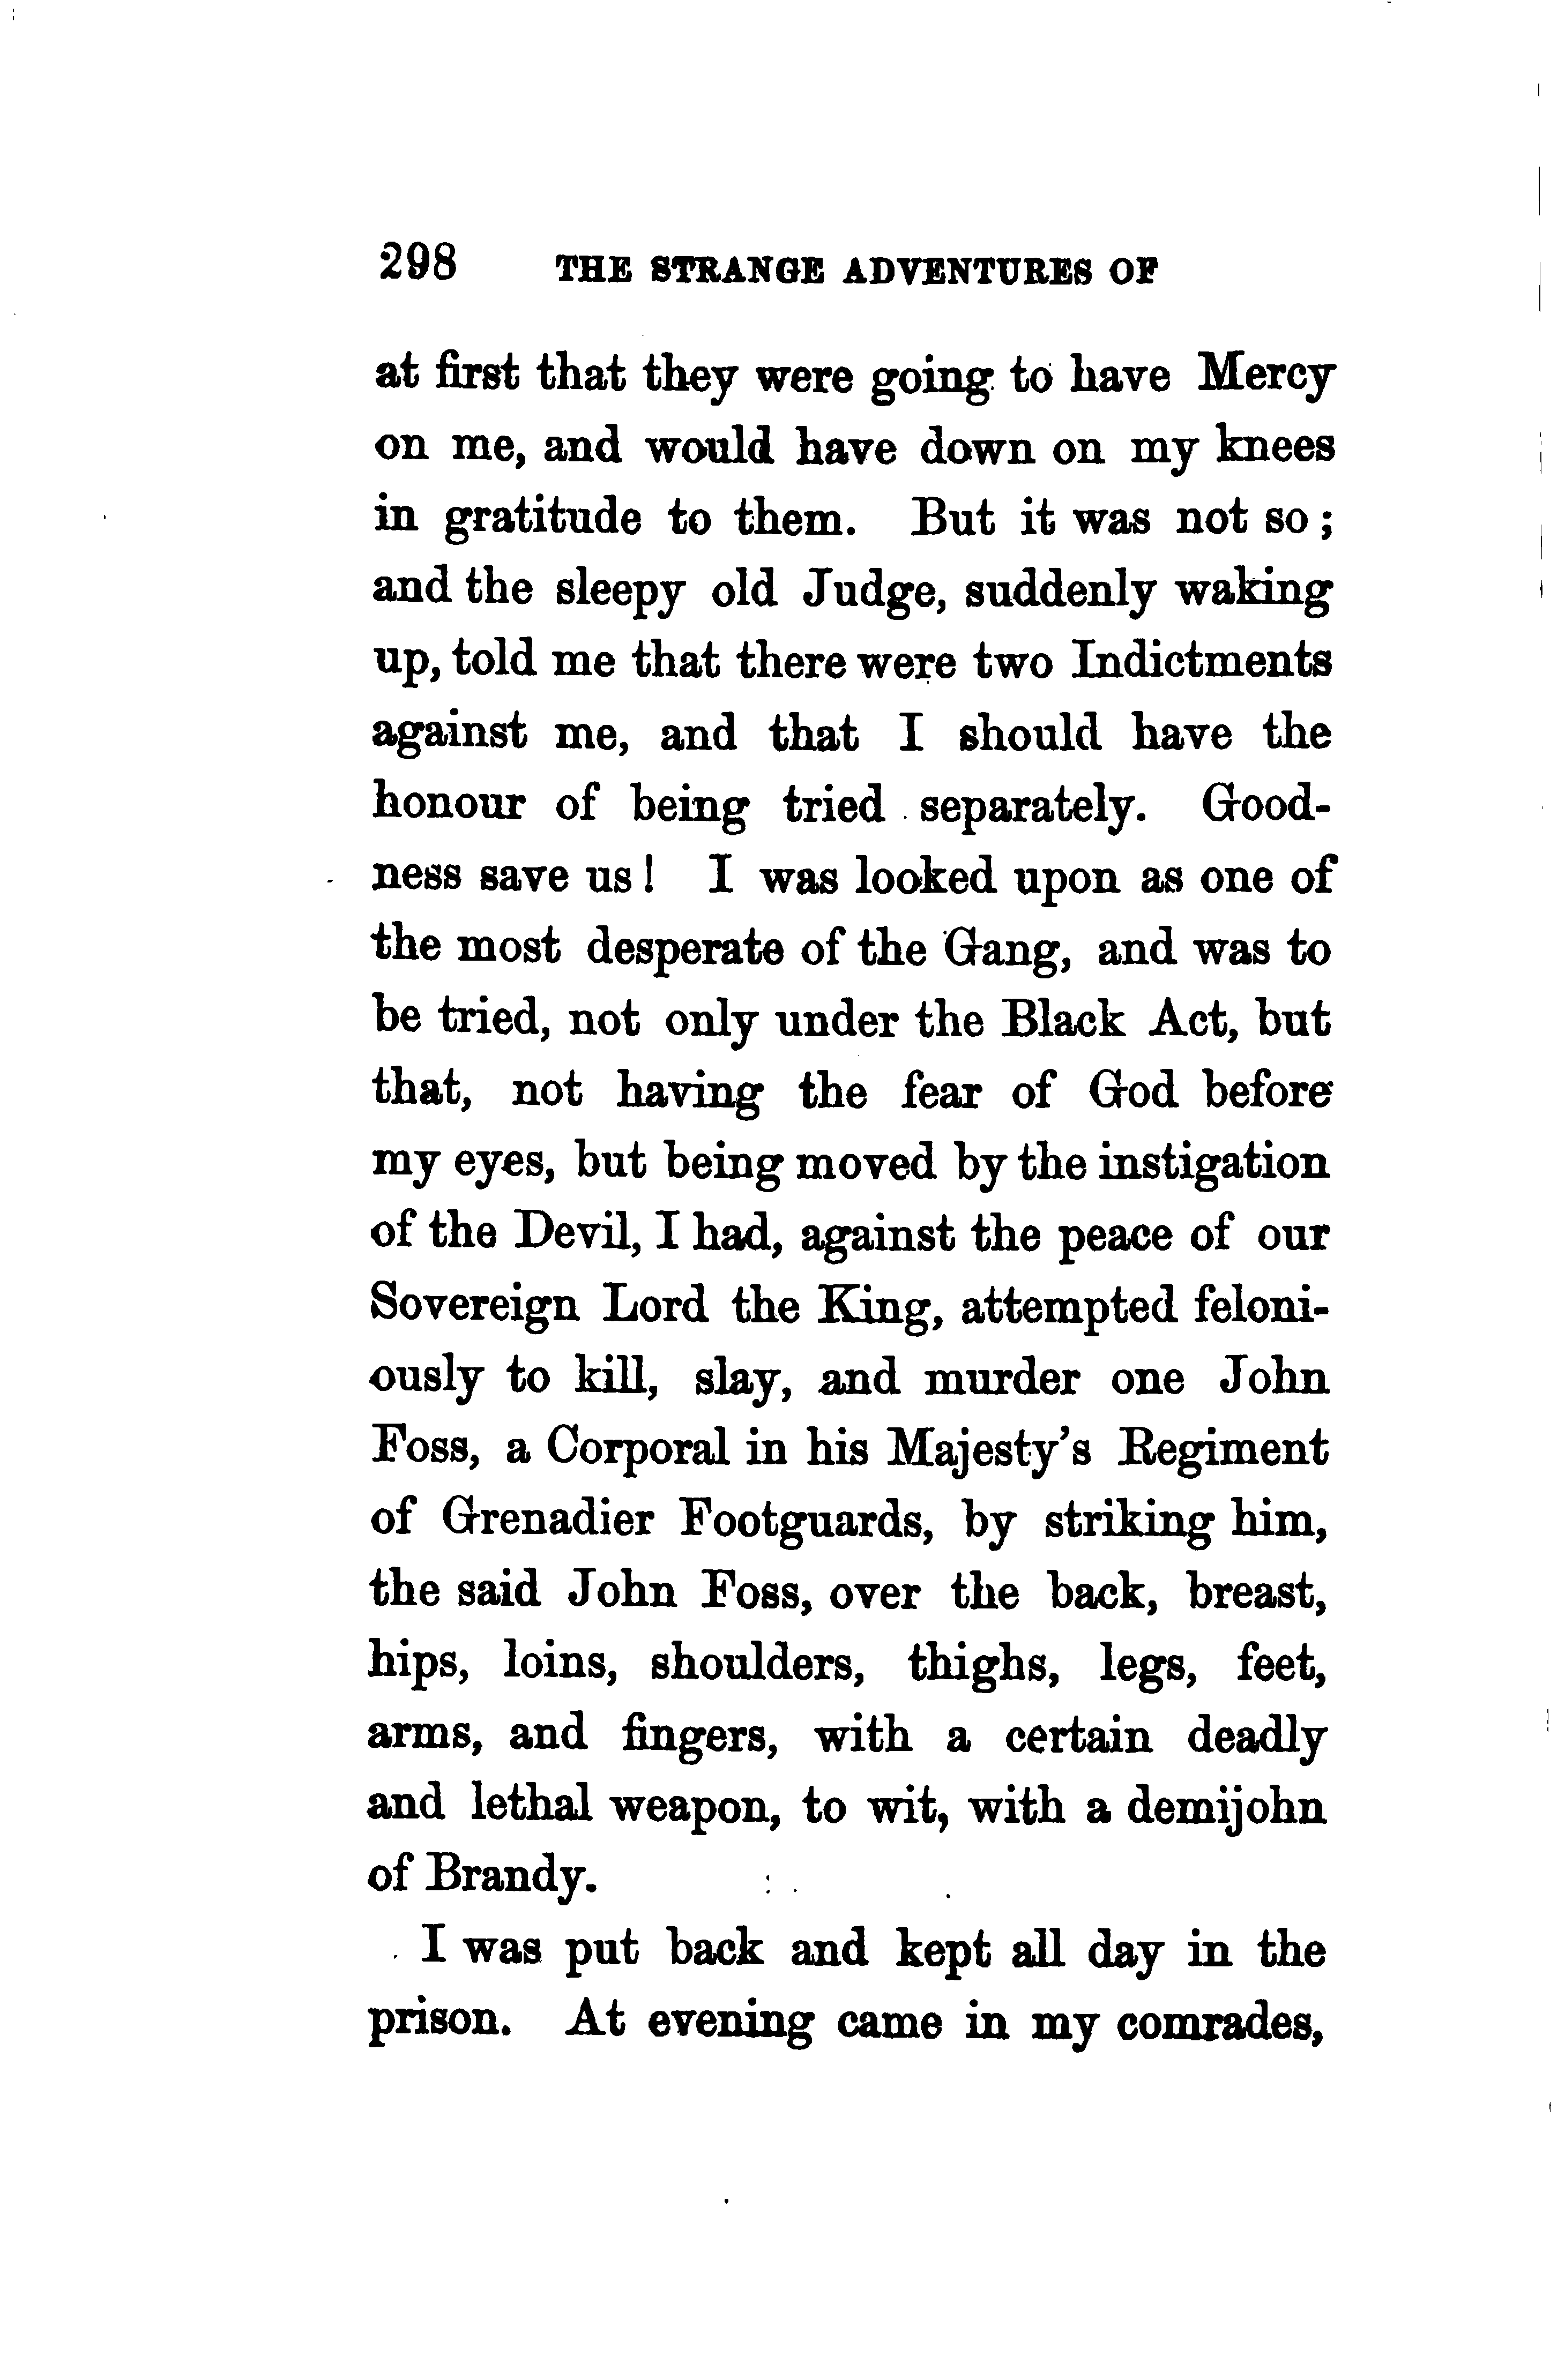 298 THE STRANGE ADVENTURES OF
at first that they were going to have Mercy
on me, and would have down on my knees
in gratitude to them. But it was not so;
and the sleepy old Judge, suddenly waking
up, told me that there were two Indictments
against me, and that I should have the
honour of being tried separately. Good-
ness save us! I was looked upon as one of
the most desperate of the Gang, and was to
be tried, not only under the Black Act, but
that, not having the fear of God before
my eyes, but being moved by the instigation
of the Devil, I had, against the peace of our
Sovereign Lord the King, attempted feloni-
ously to kill, slay, and murder one John
Foss, a Corporal in his Majesty's Regiment
of Grenadier Footguards, by striking him,
the said John Foss, over the back, breast,
hips, loins, shoulders, thighs, legs, feet,
arms, and fingers, with a certain deadly
and lethal weapon, to wit, with a demijohn
of Brandy.
I was put back and kept all day in the
prison. At evening came in my comrades,